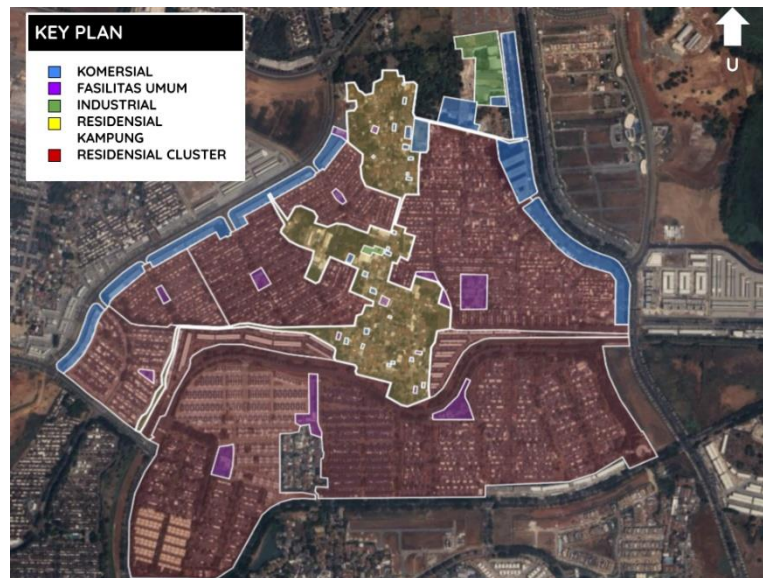 KEY PLAN
U
KOMERSIAL
FASILITAS UMUM
INDUSTRIAL
RESIDENSIAL
KAMPUNG
RESIDENSIAL CLUSTER